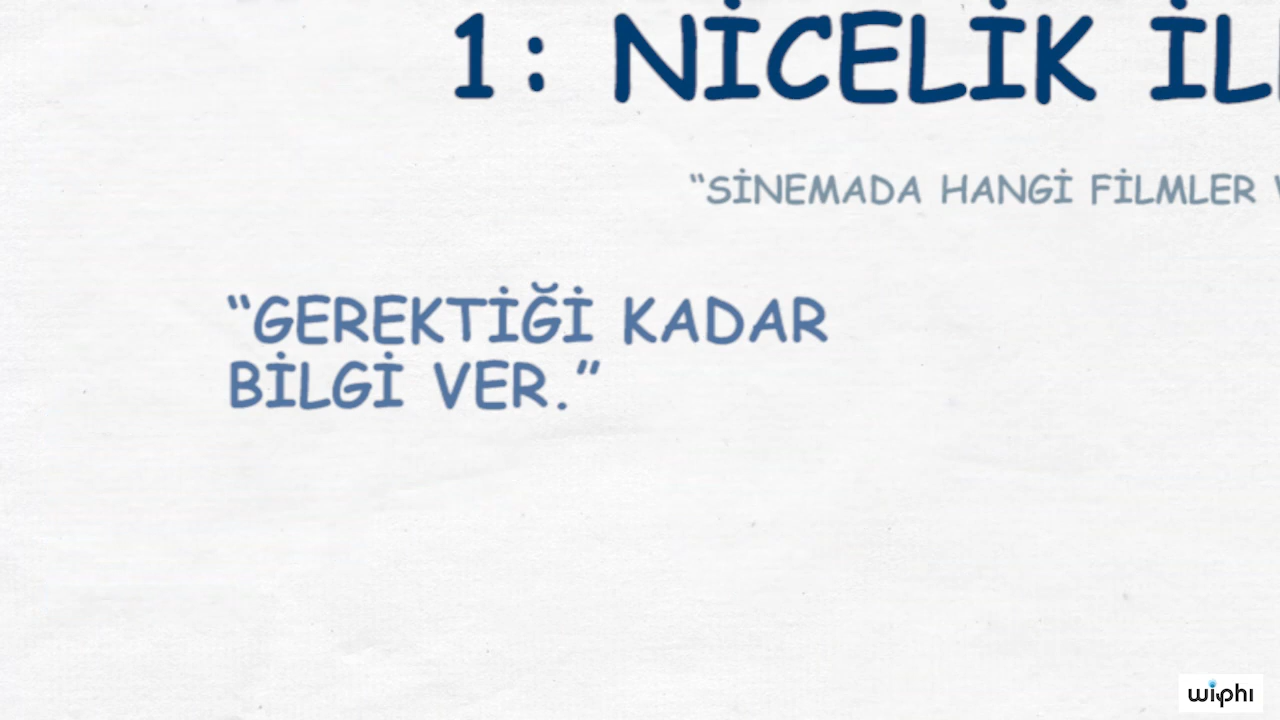 1: NİCELİK İL
“SİNEMADA HANGİ FİLMLER
“GEREKTİĞİ KADAR
BİLGİ VER.”
wiphi